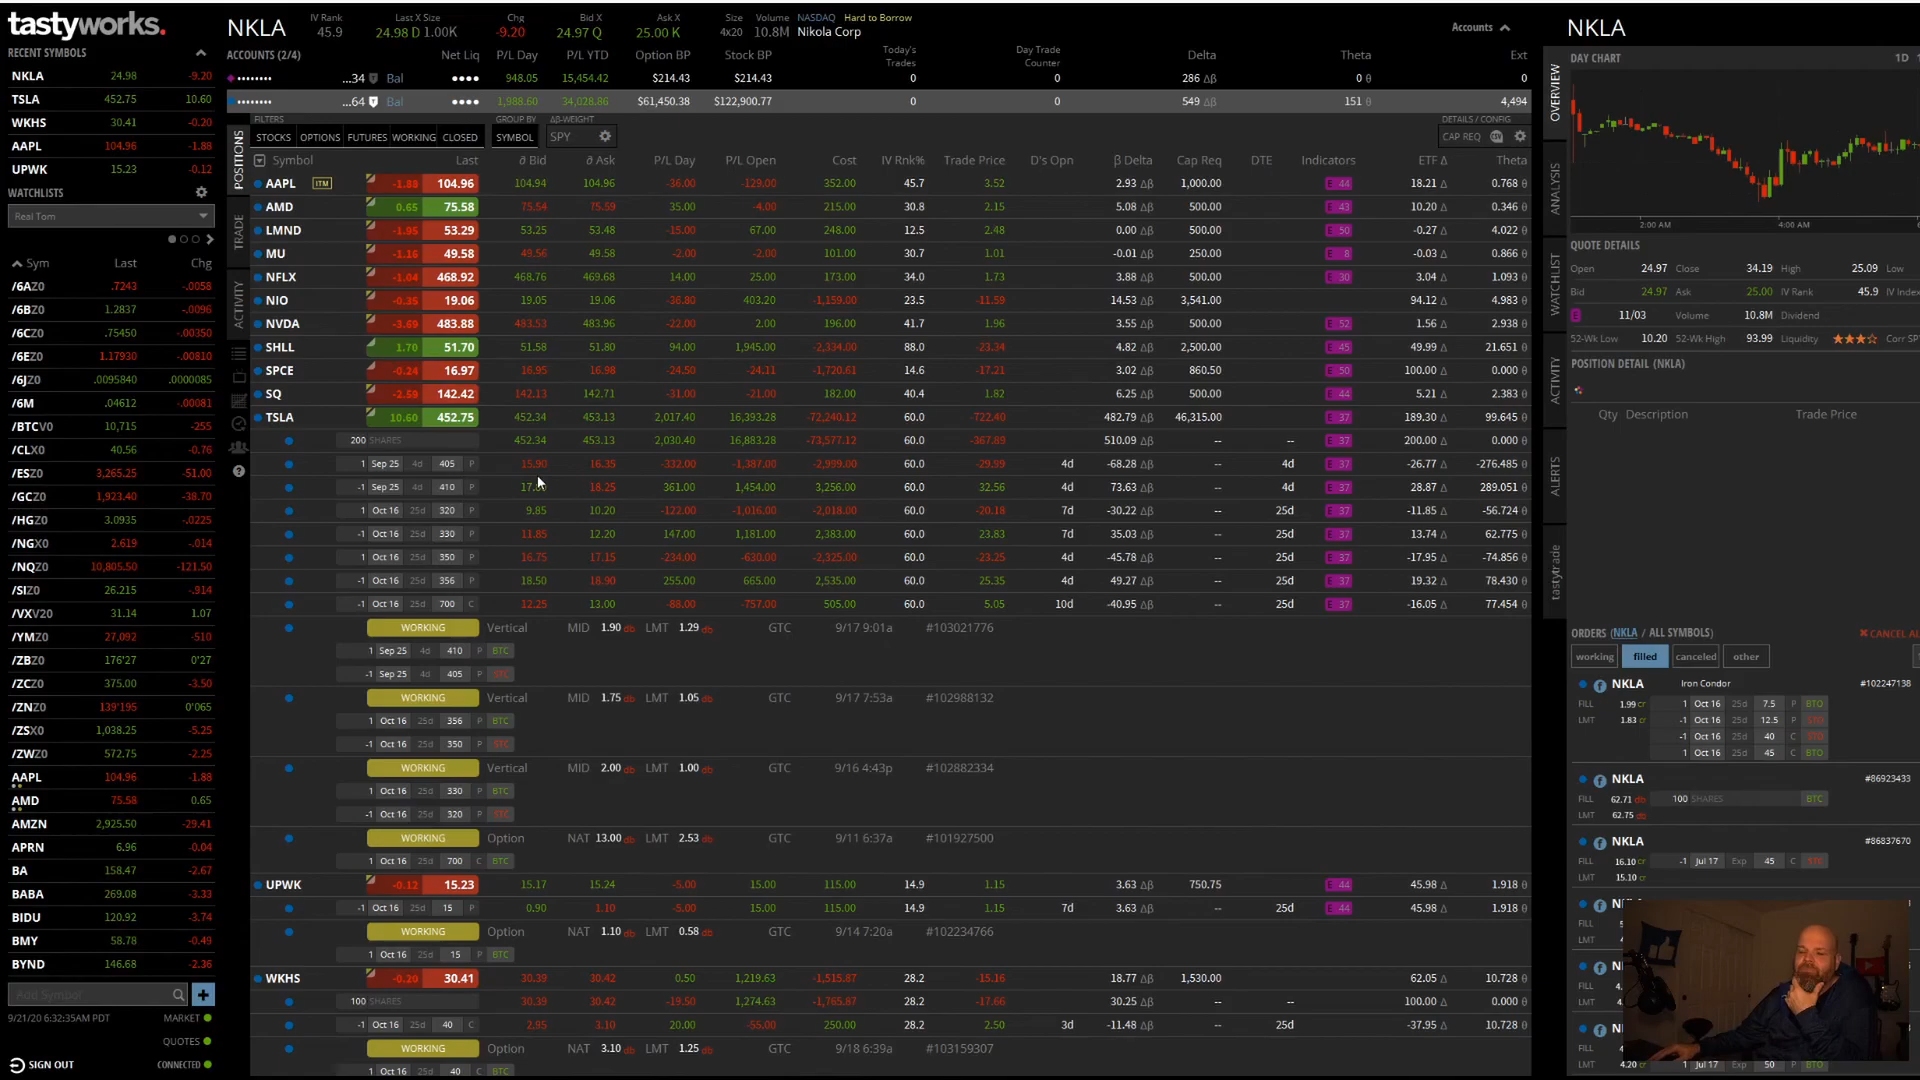 tastyworks.
RECENT SYMBOLS
NKLA 24.98 -9.20
TSLA 452.75 10.60
WKHS 30.41 -0.20
AAPL 104.96 -1.88
UPWK 15.23 -0.12
WATCHLISTS
Real Tom
Sym Last Chg
/6AZ0 .7243 -.0058
/6BZ0 1.2837 -.0096
/6CZ0 .75450 -.00350
/6EZ0 1.17930 -.00810
/6JZ0 .0095840 .0000085
/6M .04612 -.00081
/BTCV0 10,715 -255
/CLX0 40.56 -0.76
/ESZ0 3,265.25 -51.00
/GCZ0 1,923.40 -38.70
/HGZ0 3.0935 -.0225
/NGX0 2.619 -.014
/NQZ0 10,805.50 -121.50
/SIZ0 26.215 -.914
/VXV20 31.14 1.07
/YMZ0 27,092 -510
/ZBZ0 176'27 0'27
/ZCZ0 375.00 -3.50
/ZNZ0 139'195 0'065
/ZSX0 1,038.25 -5.25
/ZWZ0 572.75 -2.25
AAPL 104.96 -1.88
AMD 75.58 0.65
AMZN 2,925.50 -29.41
APRN 6.96 -0.04
BA 158.47 -2.67
BABA 269.08 -3.33
BIDU 120.92 -3.74
BMY 58.78 -0.49
BYND 146.68 -2.36
Add Symbol
9/21/20 6:32:35AM PDT MARKET
QUOTES
SIGN OUT CONNECTED
NKLA
IV Rank Last X Size Chg Bid X Ask X Size Volume NASDAQ Hard to Borrow
45.9 24.98 D 1.00K -9.20 24.97 Q 25.00 K 4x20 10.8M Nikola Corp
Accounts
ACCOUNTS (2/4) Net Liq P/L Day P/L YTD Option BP Stock BP Today's Trades Day Trade Counter Delta Theta Ext
...34 Bal 948.05 15,454.42 $214.43 $214.43 0 0 286 Δβ 0 θ 0
...64 Bal 1,988.60 34,028.86 $61,450.38 $122,900.77 0 0 549 Δβ 151 θ 4,494
FILTERS GROUP BY Δβ-WEIGHT DETAILS / CONFIG
STOCKS OPTIONS FUTURES WORKING CLOSED SYMBOL SPY CAP REQ CSV
POSITIONS
TRADE
ACTIVITY
Symbol Last ∂ Bid ∂ Ask P/L Day P/L Open Cost IV Rnk% Trade Price D's Opn β Delta Cap Req DTE Indicators ETF Δ Theta
AAPL ITM -1.88 104.96 104.94 104.96 -36.00 -129.00 352.00 45.7 3.52 2.93 Δβ 1,000.00 E 44 18.21 Δ 0.768 θ
AMD 0.65 75.58 75.54 75.59 35.00 -4.00 215.00 30.8 2.15 5.08 Δβ 500.00 E 43 10.20 Δ 0.346 θ
LMND -1.95 53.29 53.25 53.48 -15.00 67.00 248.00 12.5 2.48 0.00 Δβ 500.00 E 50 -0.27 Δ 4.022 θ
MU -1.16 49.58 49.56 49.58 -2.00 -2.00 101.00 30.7 1.01 -0.01 Δβ 250.00 E 8 -0.03 Δ 0.866 θ
NFLX -1.04 468.92 468.76 469.68 14.00 25.00 173.00 34.0 1.73 3.88 Δβ 500.00 E 30 3.04 Δ 1.093 θ
NIO -0.35 19.06 19.05 19.06 -36.80 403.20 -1,159.00 23.5 -11.59 14.53 Δβ 3,541.00 94.12 Δ 4.983 θ
NVDA -3.69 483.88 483.53 483.96 -22.00 2.00 196.00 41.7 1.96 3.55 Δβ 500.00 E 52 1.56 Δ 2.938 θ
SHLL 1.70 51.70 51.58 51.80 94.00 1,945.00 -2,334.00 88.0 -23.34 4.82 Δβ 2,500.00 E 45 49.99 Δ 21.651 θ
SPCE -0.24 16.97 16.95 16.98 -24.50 -24.11 -1,720.61 14.6 -17.21 3.02 Δβ 860.50 E 50 100.00 Δ 0.000 θ
SQ -2.59 142.42 142.13 142.71 -31.00 -21.00 182.00 40.4 1.82 6.25 Δβ 500.00 E 44 5.21 Δ 2.383 θ
TSLA 10.60 452.75 452.34 453.13 2,017.40 16,393.28 -72,240.12 60.0 -722.40 482.79 Δβ 46,315.00 E 37 189.30 Δ 99.645 θ
200 SHARES 452.34 453.13 2,030.40 16,883.28 -73,577.12 60.0 -367.89 510.09 Δβ -- -- E 37 200.00 Δ 0.000 θ
1 Sep 25 4d 405 P 15.90 16.35 -332.00 -1,387.00 -2,999.00 60.0 -29.99 4d -68.28 Δβ -- 4d E 37 -26.77 Δ -276.485 θ
-1 Sep 25 4d 410 P 18.25 361.00 1,454.00 3,256.00 60.0 32.56 4d 73.63 Δβ -- 4d E 37 28.87 Δ 289.051 θ
1 Oct 16 25d 320 P 9.85 10.20 -122.00 -1,016.00 -2,018.00 60.0 -20.18 7d -30.22 Δβ -- 25d E 37 -11.85 Δ -56.724 θ
-1 Oct 16 25d 330 P 11.85 12.20 147.00 1,181.00 2,383.00 60.0 23.83 7d 35.03 Δβ -- 25d E 37 13.74 Δ 62.775 θ
1 Oct 16 25d 350 P 16.75 17.15 -234.00 -630.00 -2,325.00 60.0 -23.25 4d -45.78 Δβ -- 25d E 37 -17.95 Δ -74.856 θ
-1 Oct 16 25d 356 P 18.50 18.90 255.00 665.00 2,535.00 60.0 25.35 4d 49.27 Δβ -- 25d E 37 19.32 Δ 78.430 θ
-1 Oct 16 25d 700 C 12.25 13.00 -88.00 -757.00 505.00 60.0 5.05 10d -40.95 Δβ -- 25d E 37 -16.05 Δ 77.454 θ
WORKING Vertical MID 1.90 db LMT 1.29 db GTC 9/17 9:01a #103021776
1 Sep 25 4d 410 P BTC
-1 Sep 25 4d 405 P STC
WORKING Vertical MID 1.75 db LMT 1.05 db GTC 9/17 7:53a #102988132
1 Oct 16 25d 356 P BTC
-1 Oct 16 25d 350 P STC
WORKING Vertical MID 2.00 db LMT 1.00 db GTC 9/16 4:43p #102882334
1 Oct 16 25d 330 P BTC
-1 Oct 16 25d 320 P STC
WORKING Option NAT 13.00 db LMT 2.53 db GTC 9/11 6:37a #101927500
1 Oct 16 25d 700 C BTC
UPWK -0.12 15.23 15.17 15.24 -5.00 15.00 115.00 14.9 1.15 3.63 Δβ 750.75 E 44 45.98 Δ 1.918 θ
-1 Oct 16 25d 15 P 0.90 1.10 -5.00 15.00 115.00 14.9 1.15 7d 3.63 Δβ -- 25d E 44 45.98 Δ 1.918 θ
WORKING Option NAT 1.10 db LMT 0.58 db GTC 9/14 7:20a #102234766
1 Oct 16 25d 15 P BTC
WKHS -0.20 30.41 30.39 30.42 0.50 1,219.63 -1,515.87 28.2 -15.16 18.77 Δβ 1,530.00 62.05 Δ 10.728 θ
100 SHARES 30.39 30.42 -19.50 1,274.63 -1,765.87 28.2 -17.66 30.25 Δβ -- -- 100.00 Δ 0.000 θ
-1 Oct 16 25d 40 C 2.95 3.10 20.00 -55.00 250.00 28.2 2.50 3d -11.48 Δβ -- 25d -37.95 Δ 10.728 θ
WORKING Option NAT 3.10 db LMT 1.25 db GTC 9/18 6:39a #103159307
1 Oct 16 25d 40 C BTC
OVERVIEW
ANALYSIS
WATCHLIST
ACTIVITY
ALERTS
tastytrade
NKLA
DAY CHART 1D
2:00 AM 4:00 AM
QUOTE DETAILS
Open 24.97 Close 34.19 High 25.09 Low
Bid 24.97 Ask 25.00 IV Rank 45.9 IV Index
E 11/03 Volume 10.8M Dividend
52-Wk Low 10.20 52-Wk High 93.99 Liquidity Corr SP
POSITION DETAIL (NKLA)
Qty Description Trade Price
ORDERS (NKLA / ALL SYMBOLS) CANCEL AL
working filled canceled other
NKLA Iron Condor #102247138
FILL 1.99 cr 1 Oct 16 25d 7.5 P BTO
LMT 1.83 cr -1 Oct 16 25d 12.5 P STO
-1 Oct 16 25d 40 C STO
1 Oct 16 25d 45 C BTO
NKLA #86923433
FILL 62.71 db 100 SHARES BTC
LMT 62.75 db
NKLA #86837670
FILL 16.10 cr -1 Jul 17 Exp 45 C STC
LMT 15.10 cr
FILL
LMT
FILL
LMT
FILL
LMT 4.20 cr 1 Jul 17 Exp 50